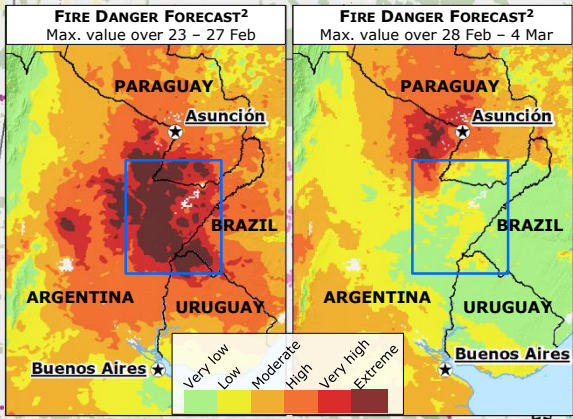 FIRE DANGER FORECAST²
Max. value over 23 – 27 Feb
PARAGUAY
Asunción
BRAZIL
ARGENTINA
URUGUAY
Buenos Aires
FIRE DANGER FORECAST²
Max. value over 28 Feb – 4 Mar
PARAGUAY
Asunción
BRAZIL
ARGENTINA
URUGUAY
Buenos Aires
Very low
Low
Moderate
High
Very high
Extreme